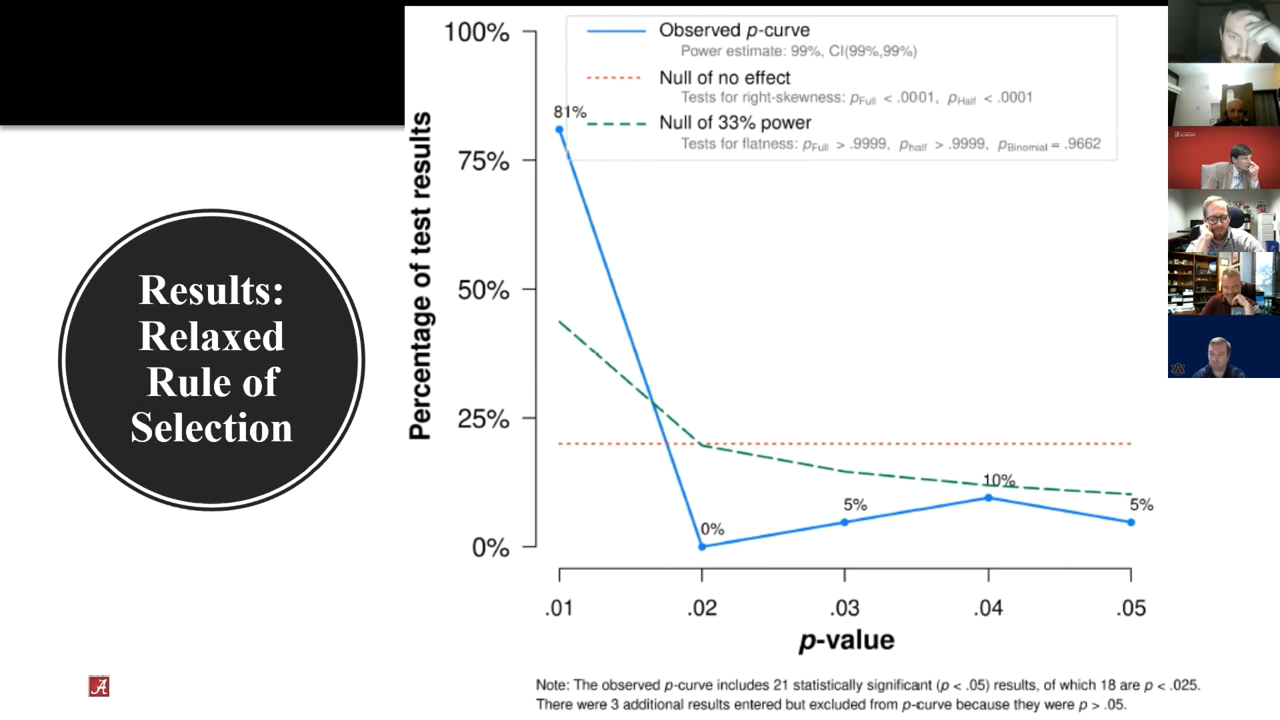 Results:
Relaxed
Rule of
Selection
100%
75%
50%
25%
0%
Percentage of test results
Observed p-curve
Power estimate: 99%, CI(99%,99%)
Null of no effect
Tests for right-skewness: pFull < .0001, pHalf < .0001
Null of 33% power
Tests for flatness: pFull > .9999, phalf > .9999, pBinomial = .9662
81%
0%
5%
10%
5%
.01
.02
.03
.04
.05
p-value
Note: The observed p-curve includes 21 statistically significant (p < .05) results, of which 18 are p < .025.
There were 3 additional results entered but excluded from p-curve because they were p > .05.
A